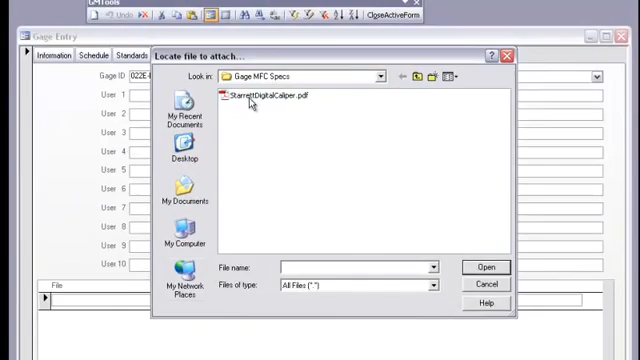 GMTools
Undo
CloseActiveForm
Gage Entry
Information
Schedule
Standards
Locate file to attach...
Gage ID
Look in:
Gage MFC Specs
User 1
User 2
User 3
User 4
User 5
User 6
User 7
User 8
User 9
User 10
StarrettDigitalCaliper.pdf
My Recent
Documents
Desktop
My Documents
My Computer
My Network
Places
File name:
Open
Files of type:
All Files (*.*)
Cancel
Help
File